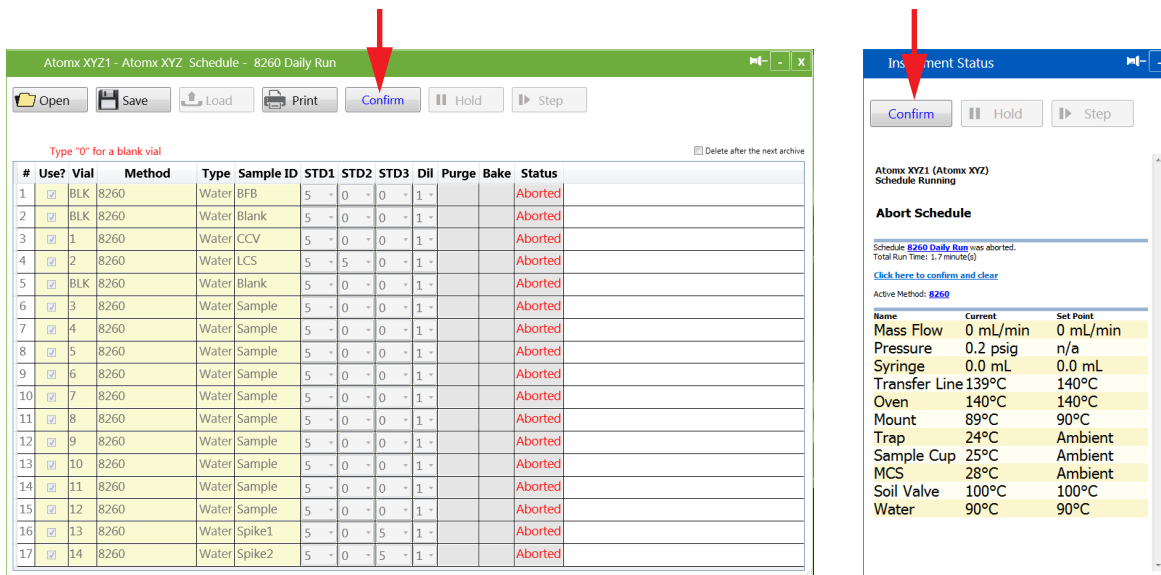 Atomx XYZ1 - Atomx XYZ Schedule - 8260 Daily Run - x
Open Save Load Print Confirm Hold Step
Type "0" for a blank vial Delete after the next archive
# Use? Vial Method Type Sample ID STD1 STD2 STD3 Dil Purge Bake Status
1 BLK 8260 Water BFB 5 0 0 1 Aborted
2 BLK 8260 Water Blank 5 0 0 1 Aborted
3 1 8260 Water CCV 5 0 0 1 Aborted
4 2 8260 Water LCS 5 5 0 1 Aborted
5 BLK 8260 Water Blank 5 0 0 1 Aborted
6 3 8260 Water Sample 5 0 0 1 Aborted
7 4 8260 Water Sample 5 0 0 1 Aborted
8 5 8260 Water Sample 5 0 0 1 Aborted
9 6 8260 Water Sample 5 0 0 1 Aborted
10 7 8260 Water Sample 5 0 0 1 Aborted
11 8 8260 Water Sample 5 0 0 1 Aborted
12 9 8260 Water Sample 5 0 0 1 Aborted
13 10 8260 Water Sample 5 0 0 1 Aborted
14 11 8260 Water Sample 5 0 0 1 Aborted
15 12 8260 Water Sample 5 0 0 1 Aborted
16 13 8260 Water Spike1 5 0 5 1 Aborted
17 14 8260 Water Spike2 5 0 5 1 Aborted
Status
Confirm Hold Step
Atomx XYZ1 (Atomx XYZ)
Schedule Running
Abort Schedule
Schedule 8260 Daily Run was aborted.
Total Run Time: 1.7 minute(s)
Click here to confirm and clear
Active Method: 8260
Name Current Set Point
Mass Flow 0 mL/min 0 mL/min
Pressure 0.2 psig n/a
Syringe 0.0 mL 0.0 mL
Transfer Line 139°C 140°C
Oven 140°C 140°C
Mount 89°C 90°C
Trap 24°C Ambient
Sample Cup 25°C Ambient
MCS 28°C Ambient
Soil Valve 100°C 100°C
Water 90°C 90°C